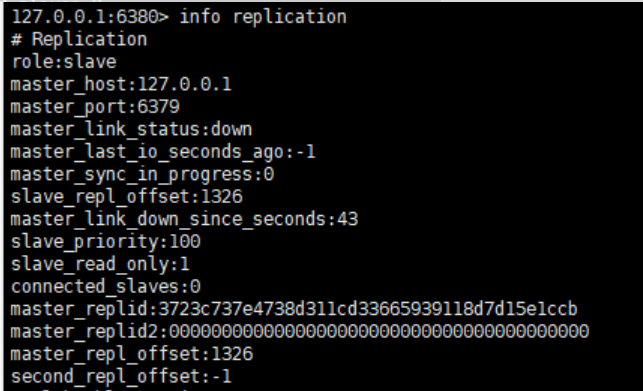 127.0.0.1:6380> info replication
# Replication
role:slave
master_host:127.0.0.1
master_port:6379
master_link_status:down
master_last_io_seconds_ago:-1
master_sync_in_progress:0
slave_repl_offset:1326
master_link_down_since_seconds:43
slave_priority:100
slave_read_only:1
connected_slaves:0
master_replid:3723c737e4738d311cd33665939118d7d15e1ccb
master_replid2:0000000000000000000000000000000000000000
master_repl_offset:1326
second_repl_offset:-1